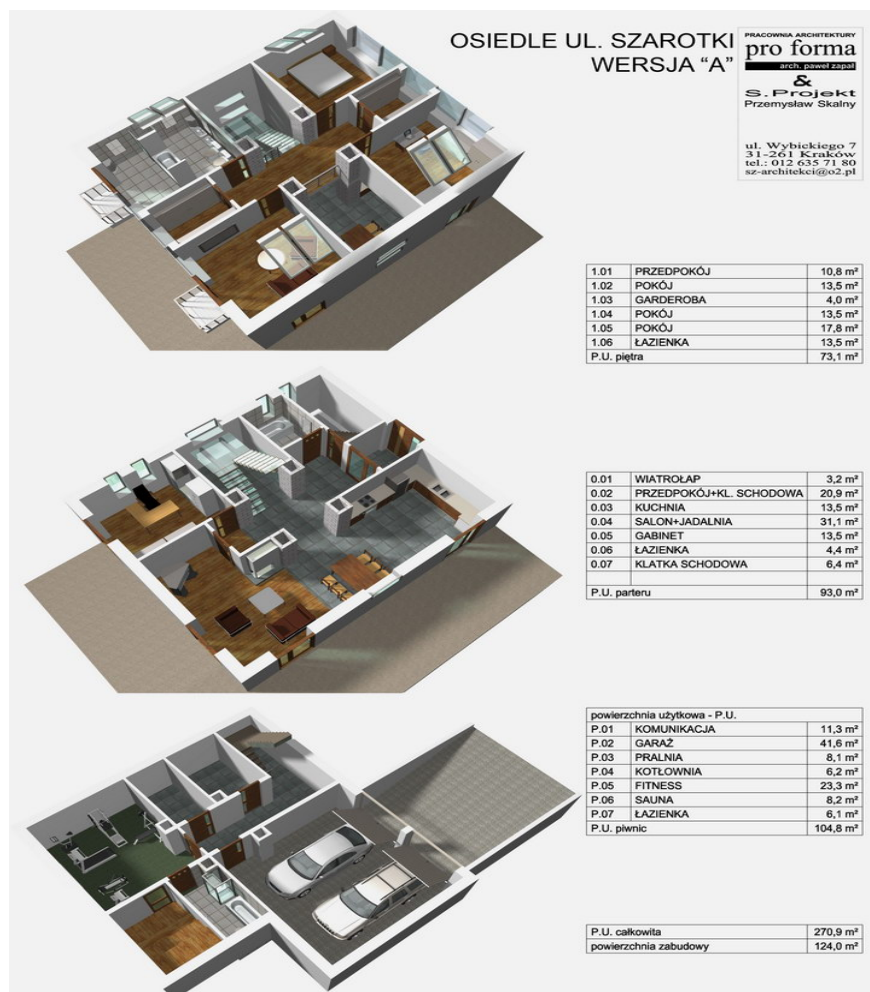 OSIEDLE UL. SZAROTKI
WERSJA "A"
PRACOWNIA ARCHITEKTURY
pro forma
arch. paweł zapał
&
S.Projekt
Przemysław Skalny
ul. Wybickiego 7
31-261 Kraków
tel.: 012 635 71 80
sz-architekci@o2.pl
1.01 PRZEDPOKÓJ 10,8 m²
1.02 POKÓJ 13,5 m²
1.03 GARDEROBA 4,0 m²
1.04 POKÓJ 13,5 m²
1.05 POKÓJ 17,8 m²
1.06 ŁAZIENKA 13,5 m²
P.U. piętra 73,1 m²
0.01 WIATROŁAP 3,2 m²
0.02 PRZEDPOKÓJ+KL. SCHODOWA 20,9 m²
0.03 KUCHNIA 13,5 m²
0.04 SALON+JADALNIA 31,1 m²
0.05 GABINET 13,5 m²
0.06 ŁAZIENKA 4,4 m²
0.07 KLATKA SCHODOWA 6,4 m²
P.U. parteru 93,0 m²
powierzchnia użytkowa - P.U.
P.01 KOMUNIKACJA 11,3 m²
P.02 GARAŻ 41,6 m²
P.03 PRALNIA 8,1 m²
P.04 KOTŁOWNIA 6,2 m²
P.05 FITNESS 23,3 m²
P.06 SAUNA 8,2 m²
P.07 ŁAZIENKA 6,1 m²
P.U. piwnic 104,8 m²
P.U. całkowita 270,9 m²
powierzchnia zabudowy 124,0 m²